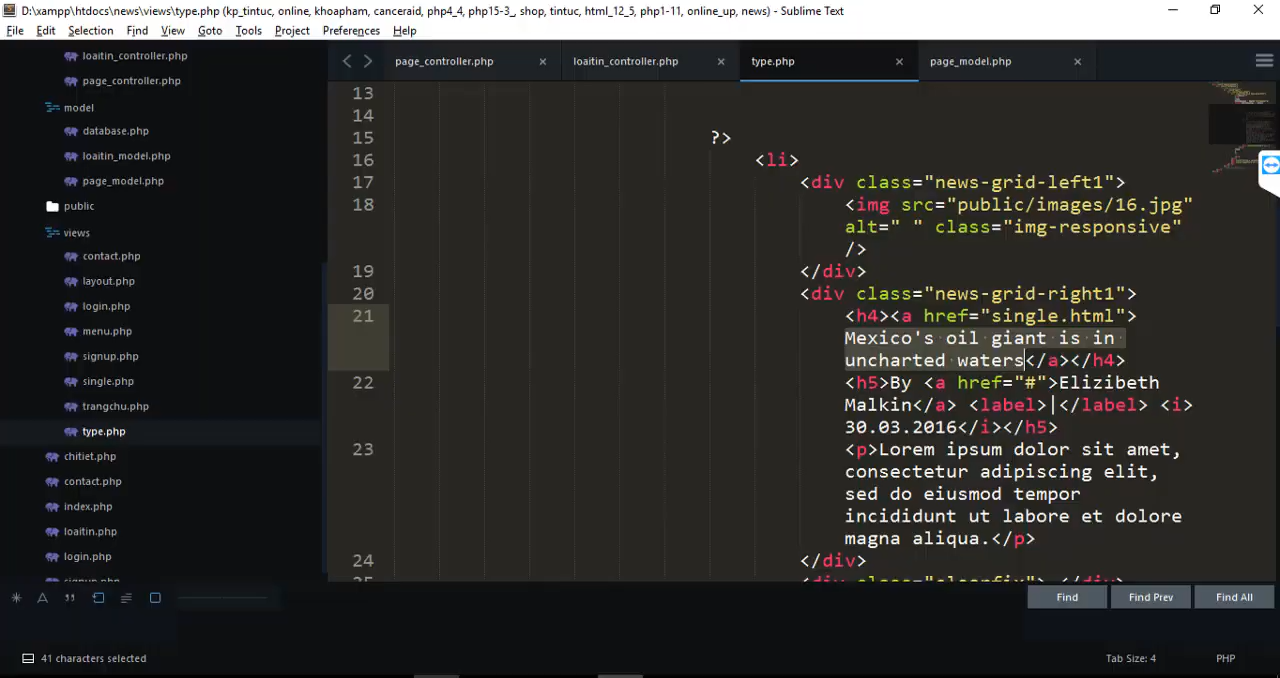 D:\xampp\htdocs\news\views\type.php (kp_tintuc, online, khoapham, canceraid, php4_4, php15-3_, shop, tintuc, html_12_5, php1-11, online_up, news) - Sublime Text
File Edit Selection Find View Goto Tools Project Preferences Help
loaitin_controller.php
page_controller.php
model
database.php
loaitin_model.php
page_model.php
public
views
contact.php
layout.php
login.php
menu.php
signup.php
single.php
trangchu.php
type.php
chitiet.php
contact.php
index.php
loaitin.php
login.php
signup.php
page_controller.php loaitin_controller.php type.php page_model.php
13
14
15 ?>
16 <li>
17 <div class="news-grid-left1">
18 <img src="public/images/16.jpg"
alt=" " class="img-responsive"
/>
19 </div>
20 <div class="news-grid-right1">
21 <h4><a href="single.html">
Mexico's oil giant is in
uncharted waters</a></h4>
22 <h5>By <a href="#">Elizibeth
Malkin</a> <label>|</label> <i>
30.03.2016</i></h5>
23 <p>Lorem ipsum dolor sit amet,
consectetur adipiscing elit,
sed do eiusmod tempor
incididunt ut labore et dolore
magna aliqua.</p>
24 </div>
25 <div class="clearfix"> </div>
Find Find Prev Find All
41 characters selected Tab Size: 4 PHP